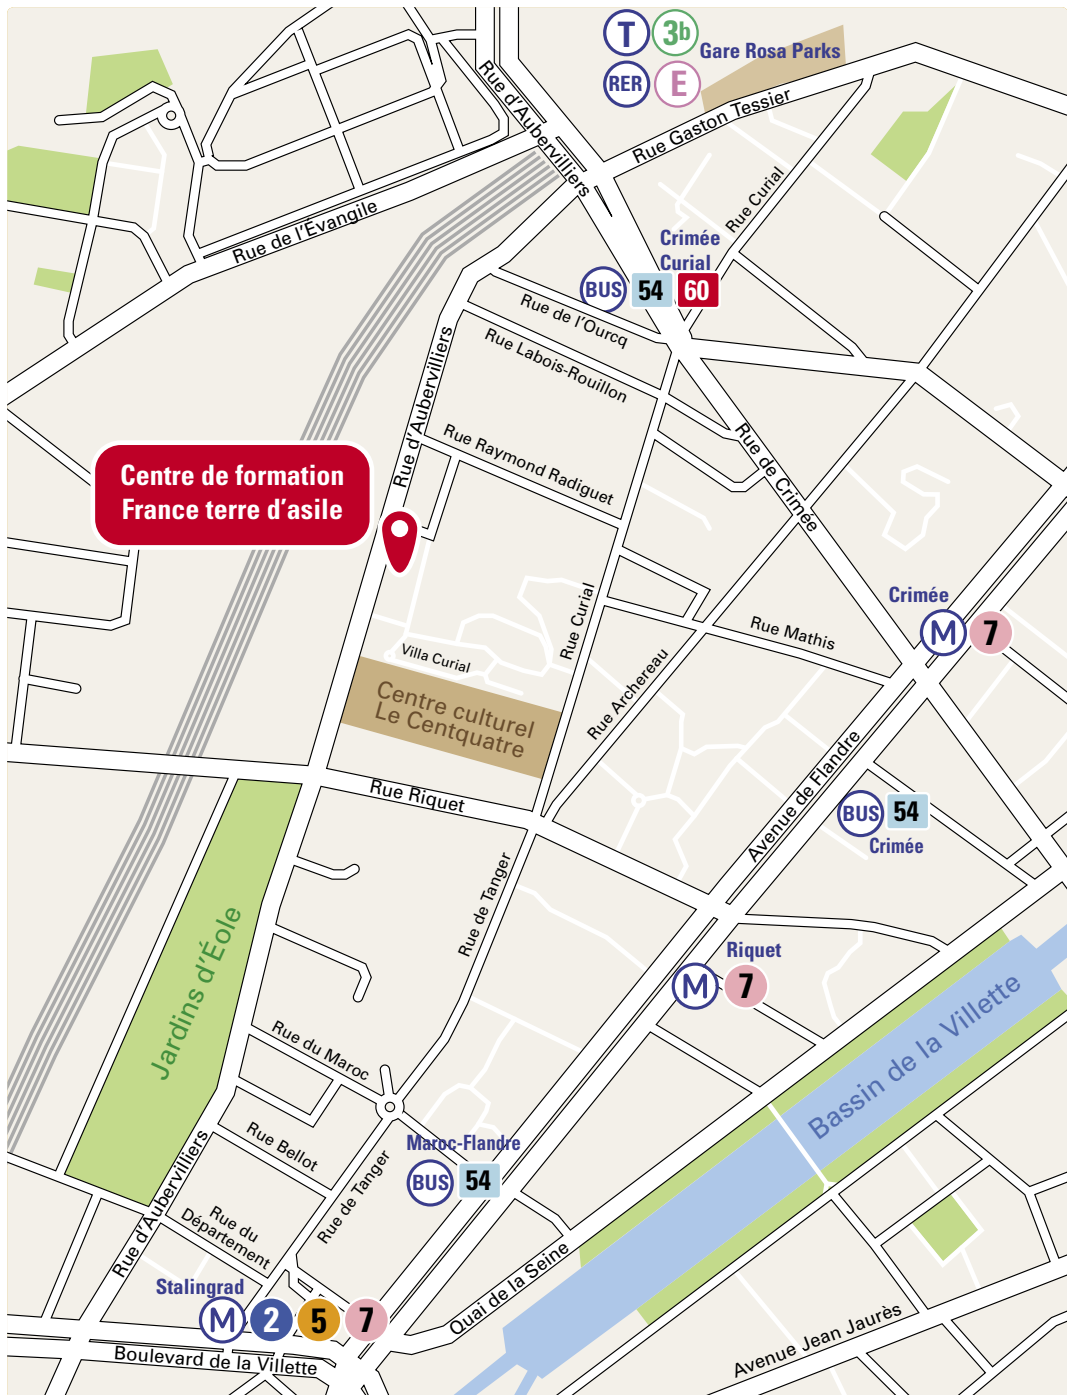 T
3b
Gare Rosa Parks
RER
E
Rue d'Aubervilliers
Rue Gaston Tessier
Rue Curial
Rue de l'Évangile
Crimée
Curial
BUS
54
60
Rue de l'Ourcq
Rue Labois-Rouillon
Rue d'Aubervilliers
Rue Raymond Radiguet
Rue de Crimée
Centre de formation
France terre d'asile
Crimée
M
7
Rue Curial
Rue Mathis
Villa Curial
Rue Archereau
Centre culturel
Le Centquatre
Avenue de Flandre
Rue Riquet
BUS
54
Crimée
Rue de Tanger
Jardins d'Éole
Riquet
M
7
Bassin de la Villette
Rue du Maroc
Rue Bellot
Maroc-Flandre
BUS
54
Rue de Tanger
Rue d'Aubervilliers
Rue du
Département
Quai de la Seine
Stalingrad
M
2
5
7
Boulevard de la Villette
Avenue Jean Jaurès